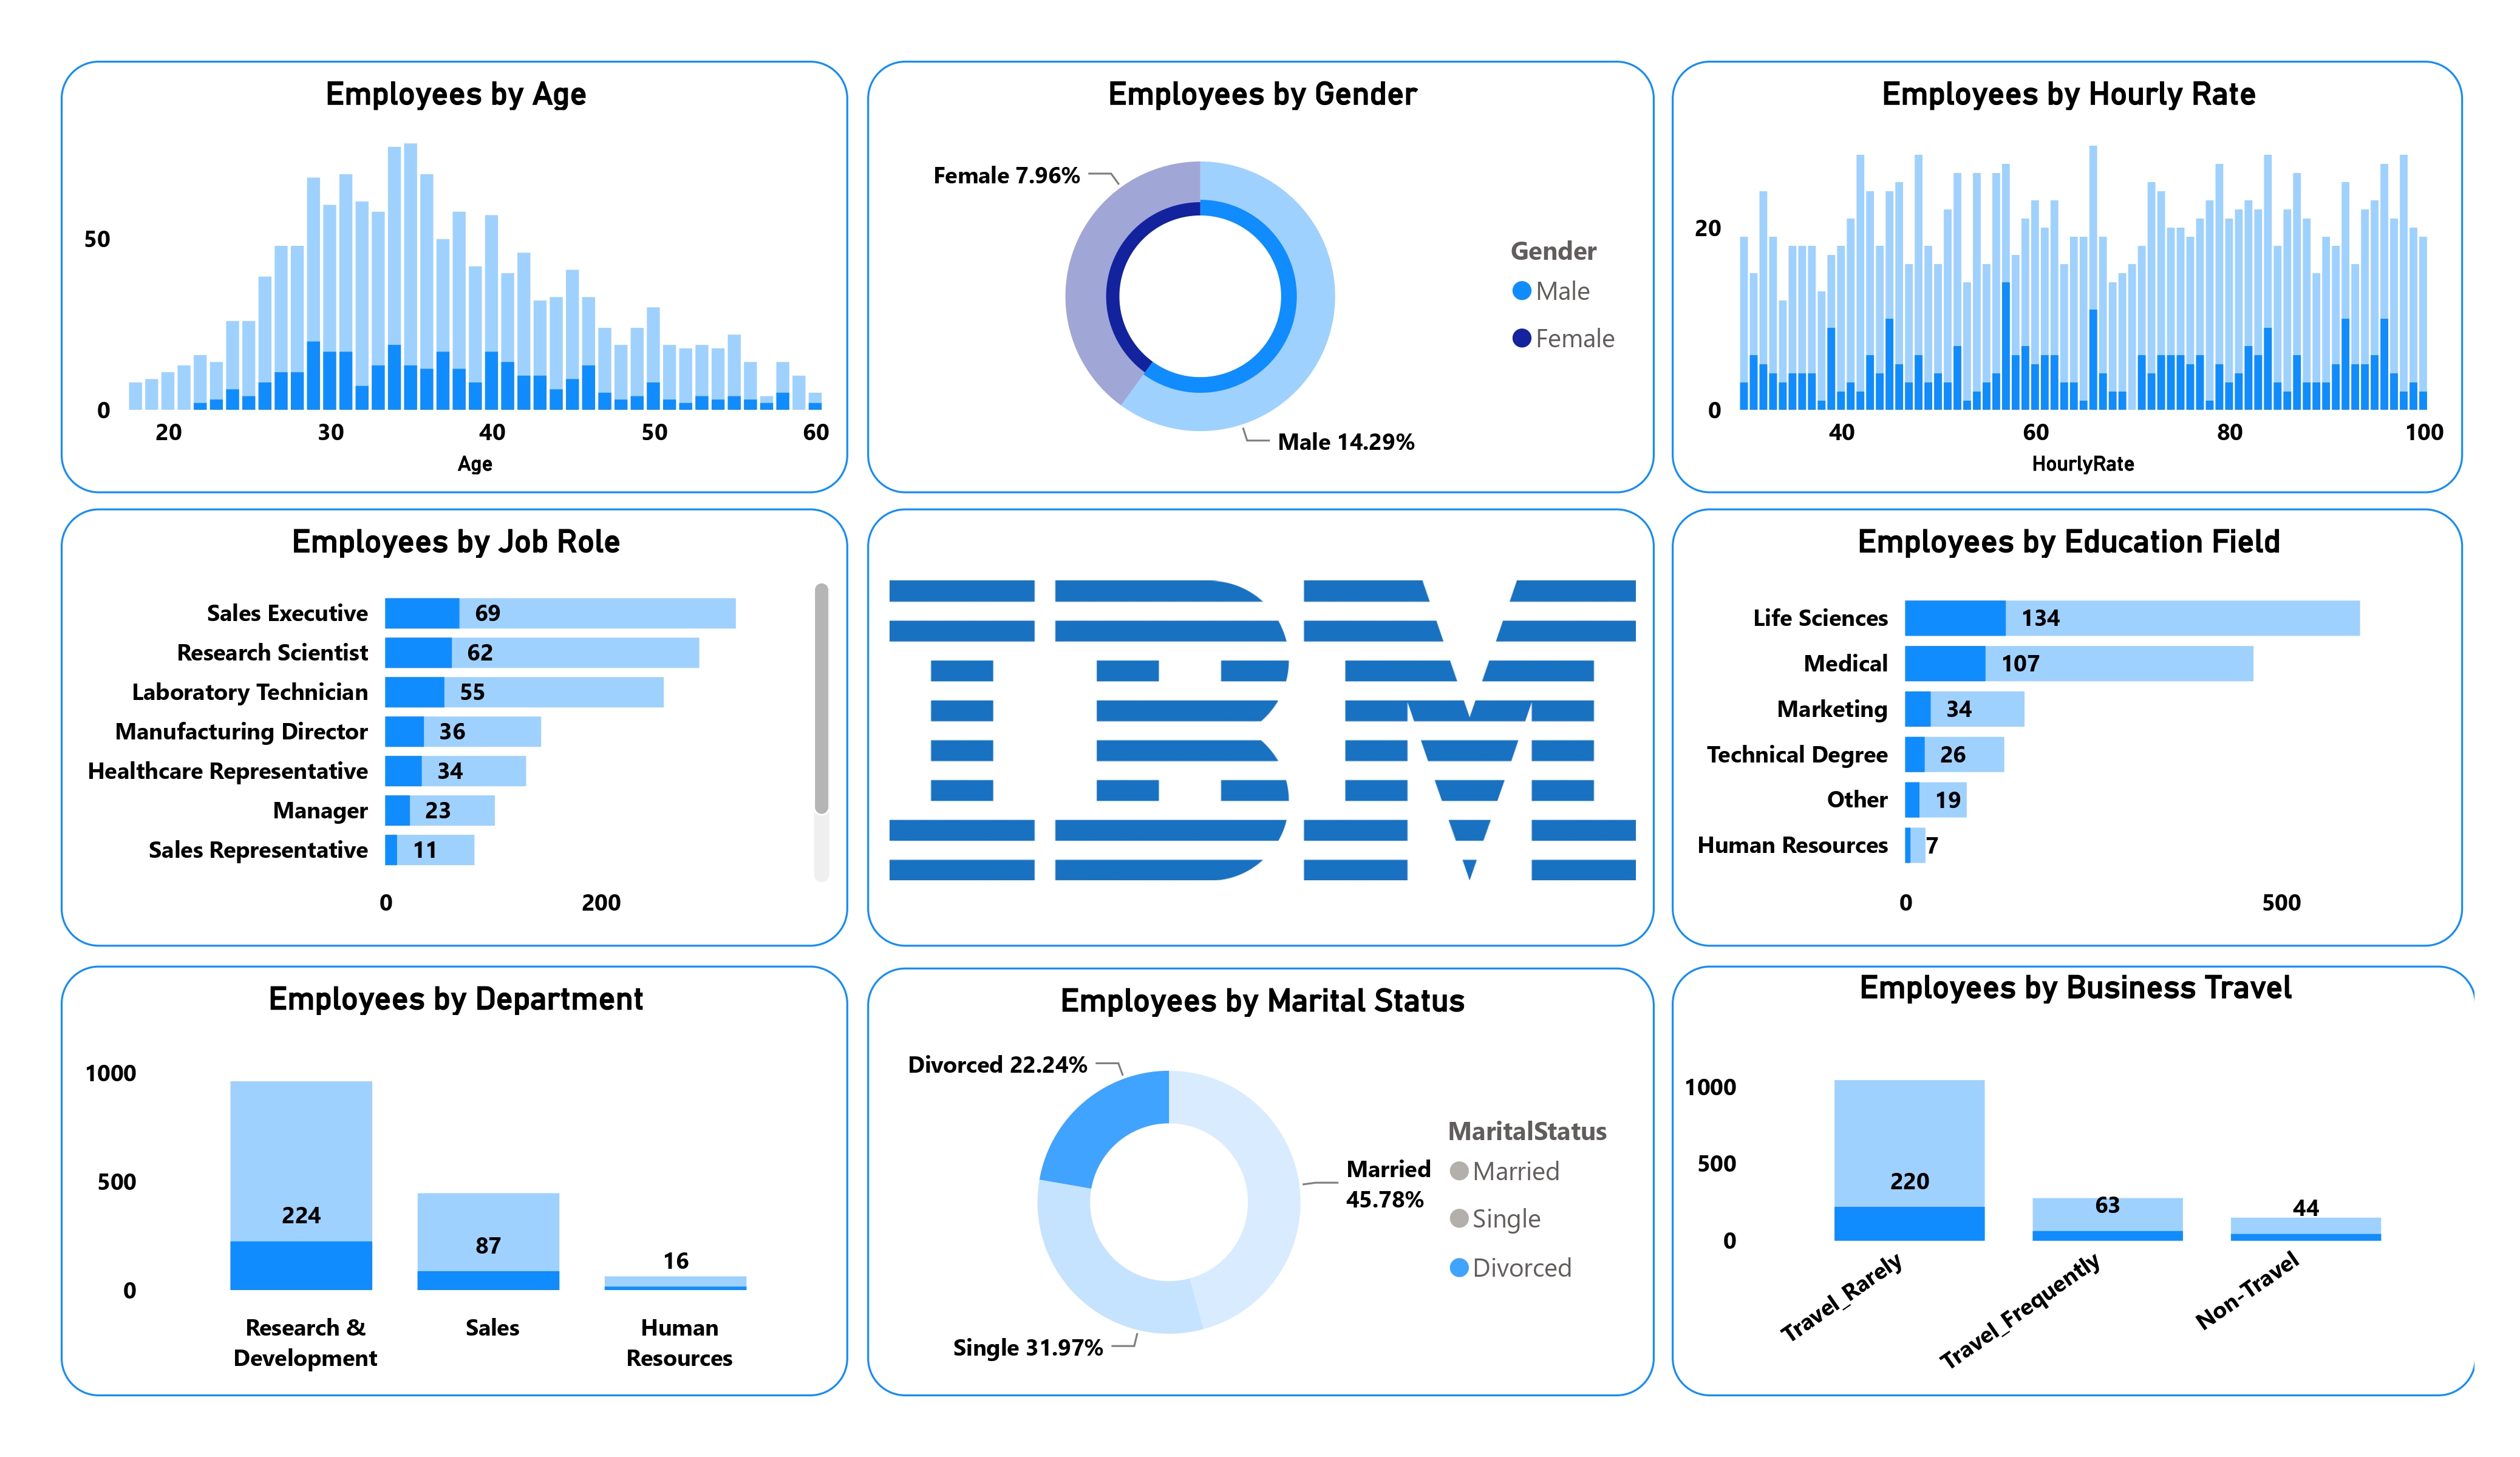 Employees by Age
50
0
20 30 40 50 60
Age
Employees by Gender
Female 7.96%
Male 14.29%
Gender
Male
Female
Employees by Hourly Rate
20
0
40 60 80 100
HourlyRate
Employees by Job Role
Sales Executive 69
Research Scientist 62
Laboratory Technician 55
Manufacturing Director 36
Healthcare Representative 34
Manager 23
Sales Representative 11
0 200
IBM
Employees by Education Field
Life Sciences 134
Medical 107
Marketing 34
Technical Degree 26
Other 19
Human Resources 7
0 500
Employees by Department
1000
500
0
224
87
16
Research &
Development
Sales
Human
Resources
Employees by Marital Status
Divorced 22.24%
Married
45.78%
Single 31.97%
MaritalStatus
Married
Single
Divorced
Employees by Business Travel
1000
500
0
220
63
44
Travel_Rarely
Travel_Frequently
Non-Travel